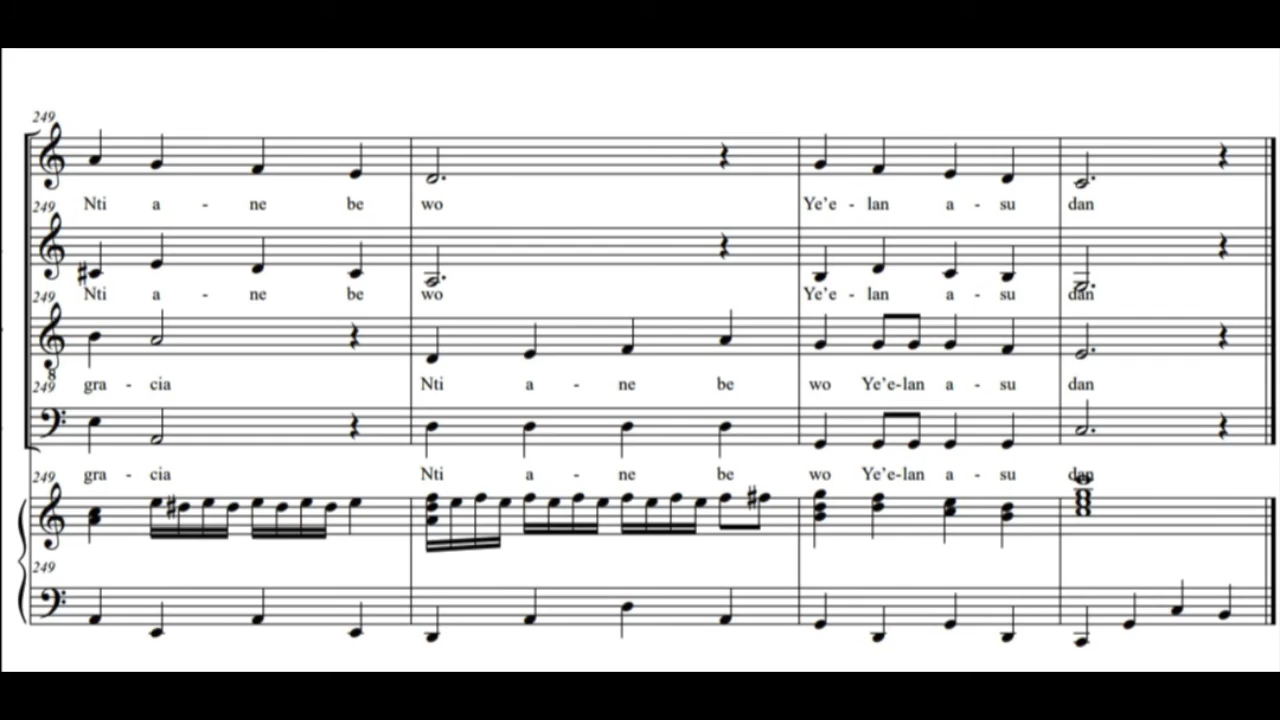 249
Nti a - ne be wo Ye'e - lan a - su dan
249
Nti a - ne be wo Ye'e - lan a - su dan
249
8
gra - cia Nti a - ne be wo Ye'e-lan a - su dan
249
gra - cia Nti a - ne be wo Ye'e-lan a - su dan
249
249